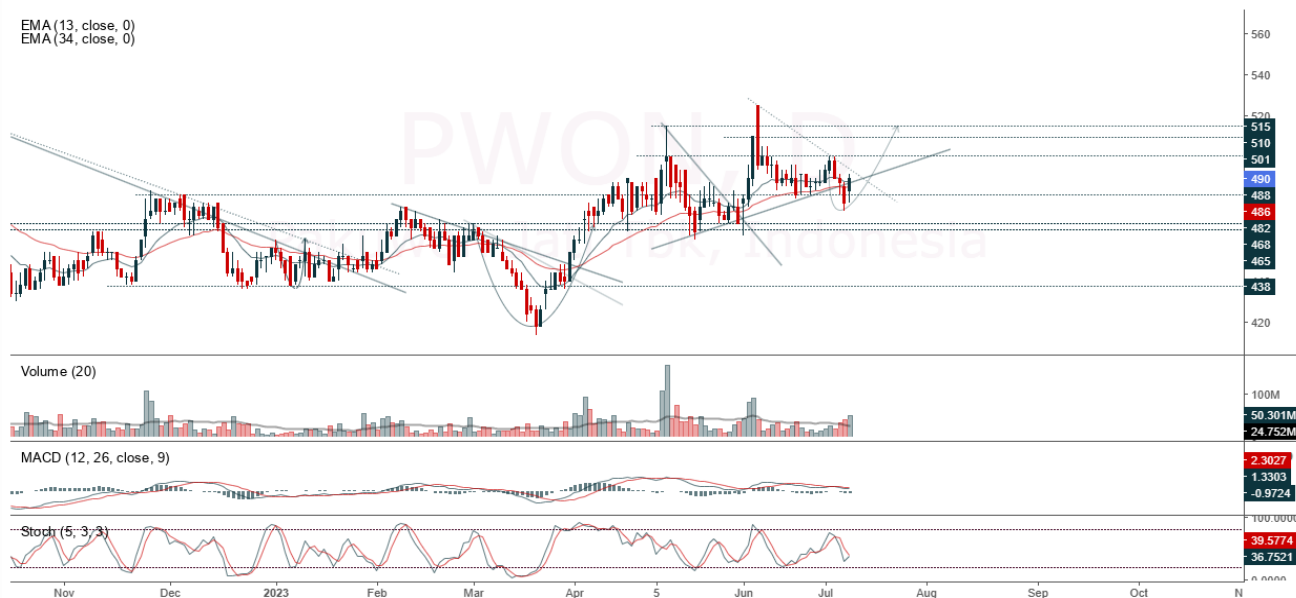 EMA (13, close, 0)
EMA (34, close, 0)
PWON, D
560
540
520
515
510
501
490
488
486
482
468
465
438
420
Volume (20)
100M
50.301M
24.752M
MACD (12, 26, close, 9)
2.3027
1.3303
-0.9724
Stoch (5, 3, 3)
100.0000
39.5774
36.7521
0.0000
Nov Dec 2023 Feb Mar Apr 5 Jun Jul Aug Sep Oct N